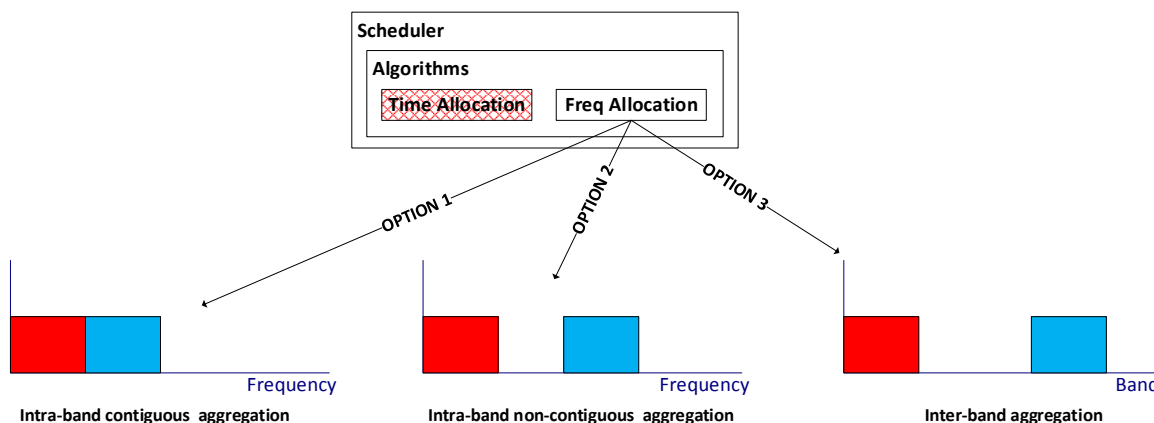 Scheduler
Algorithms
Time Allocation
Freq Allocation
OPTION 1
OPTION 2
OPTION 3
Frequency
Frequency
Band
Intra-band contiguous aggregation
Intra-band non-contiguous aggregation
Inter-band aggregation